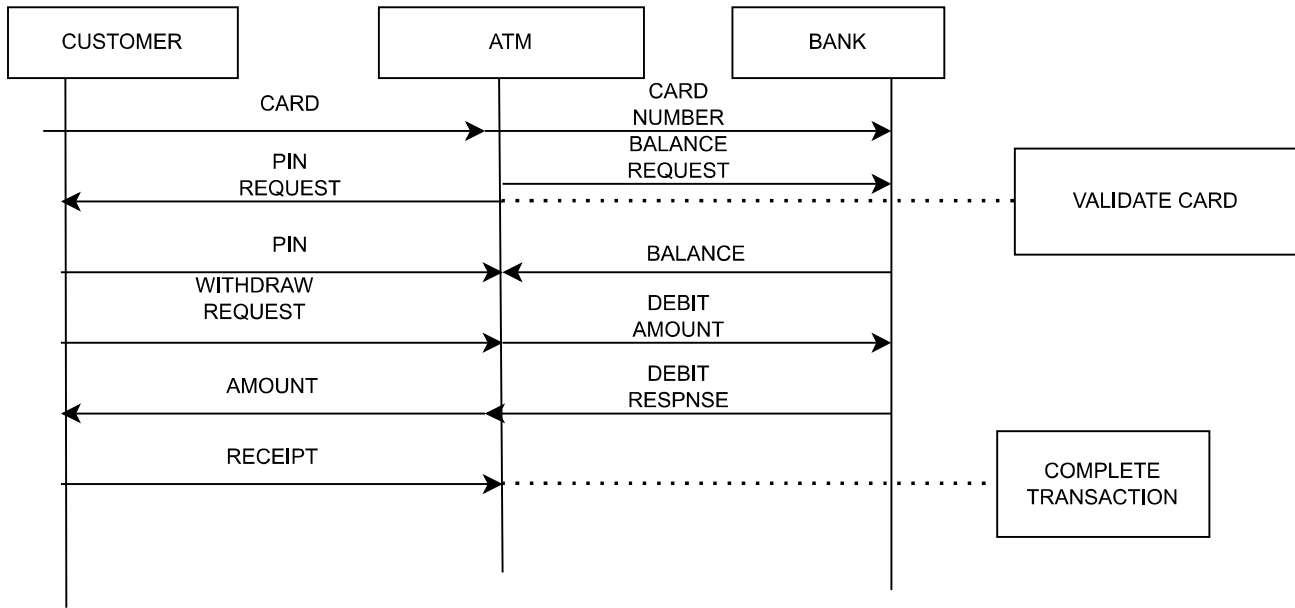 CUSTOMER
ATM
BANK
CARD
CARD
NUMBER
PIN
REQUEST
BALANCE
REQUEST
VALIDATE CARD
PIN
BALANCE
WITHDRAW
REQUEST
DEBIT
AMOUNT
AMOUNT
DEBIT
RESPNSE
RECEIPT
COMPLETE
TRANSACTION